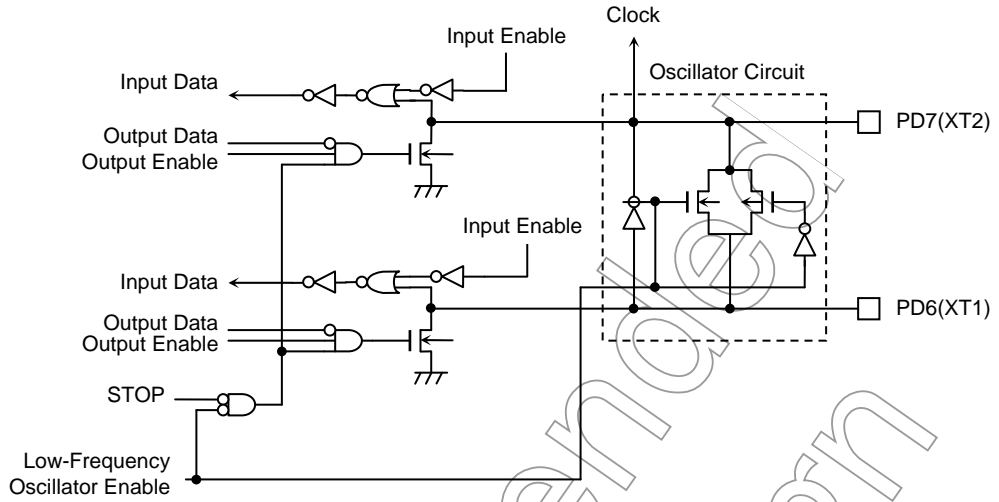 Clock
Input Enable
Oscillator Circuit
Input Data
PD7(XT2)
Output Data
Output Enable
Input Enable
Input Data
PD6(XT1)
Output Data
Output Enable
STOP
Low-Frequency
Oscillator Enable